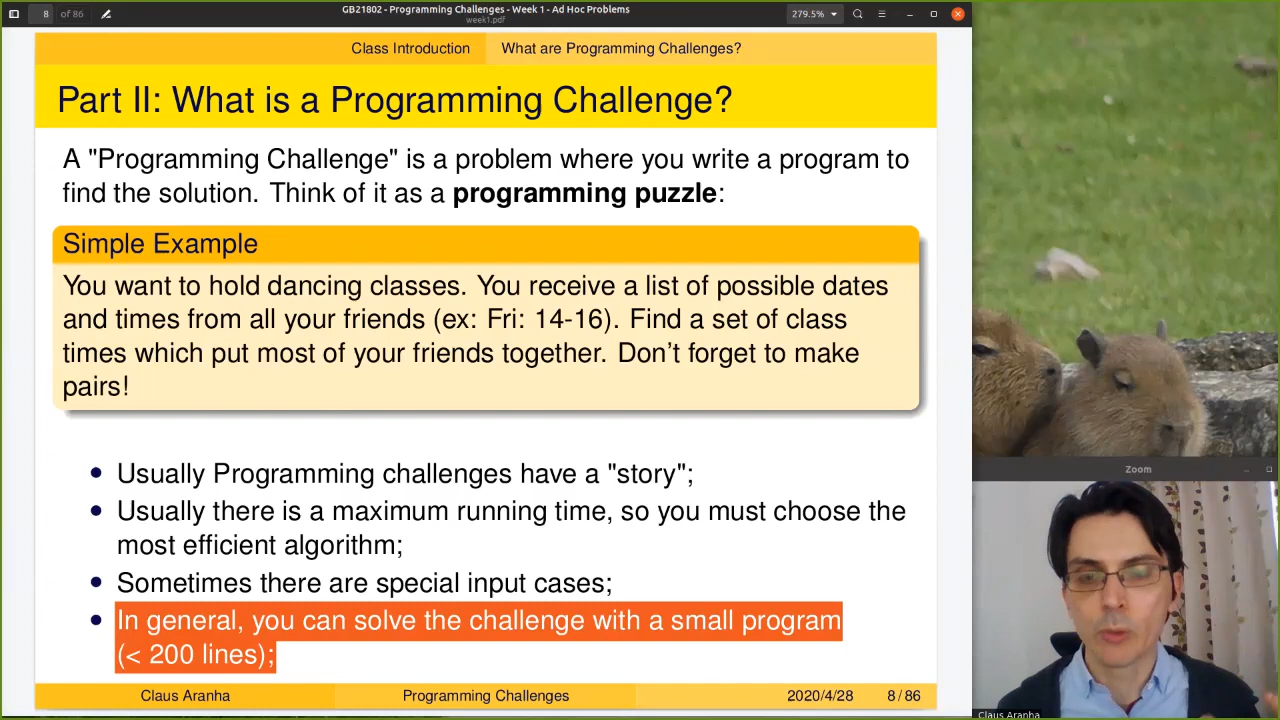 GB21802 - Programming Challenges - Week 1 - Ad Hoc Problems
week1.pdf
8 of 86
279.5%
Class Introduction What are Programming Challenges?
Part II: What is a Programming Challenge?
A "Programming Challenge" is a problem where you write a program to
find the solution. Think of it as a programming puzzle:
Simple Example
You want to hold dancing classes. You receive a list of possible dates
and times from all your friends (ex: Fri: 14-16). Find a set of class
times which put most of your friends together. Don't forget to make
pairs!
• Usually Programming challenges have a "story";
• Usually there is a maximum running time, so you must choose the
most efficient algorithm;
• Sometimes there are special input cases;
• In general, you can solve the challenge with a small program
(< 200 lines);
Claus Aranha Programming Challenges 2020/4/28 8 / 86
Zoom
Claus Aranha